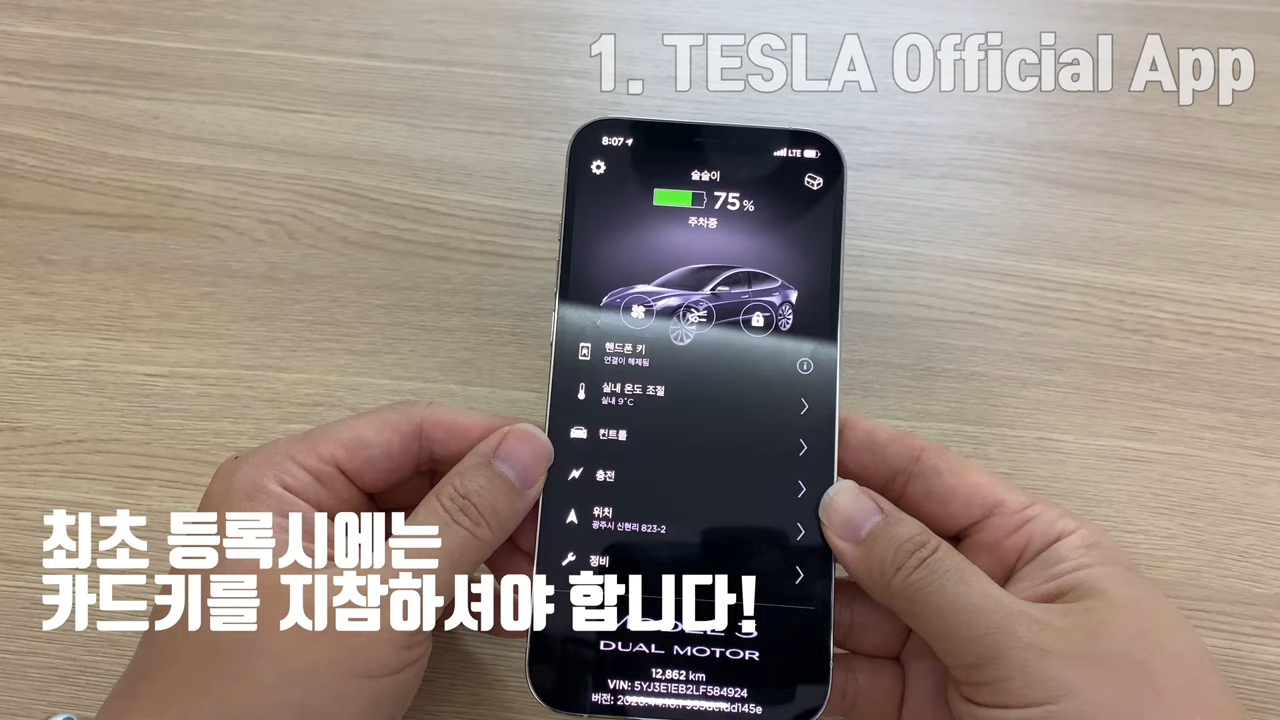 1. TESLA Official App
8:07
LTE
슬슬이
75 %
주차중
핸드폰 키
연결이 해제됨
실내 온도 조절
실내 9°C
컨트롤
충전
위치
광주시 신현리 823-2
정비
최초 등록시에는
카드키를 지참하셔야 합니다!
MODEL 3
DUAL MOTOR
12,862 km
VIN: 5YJ3E1EB2LF584924
버전: